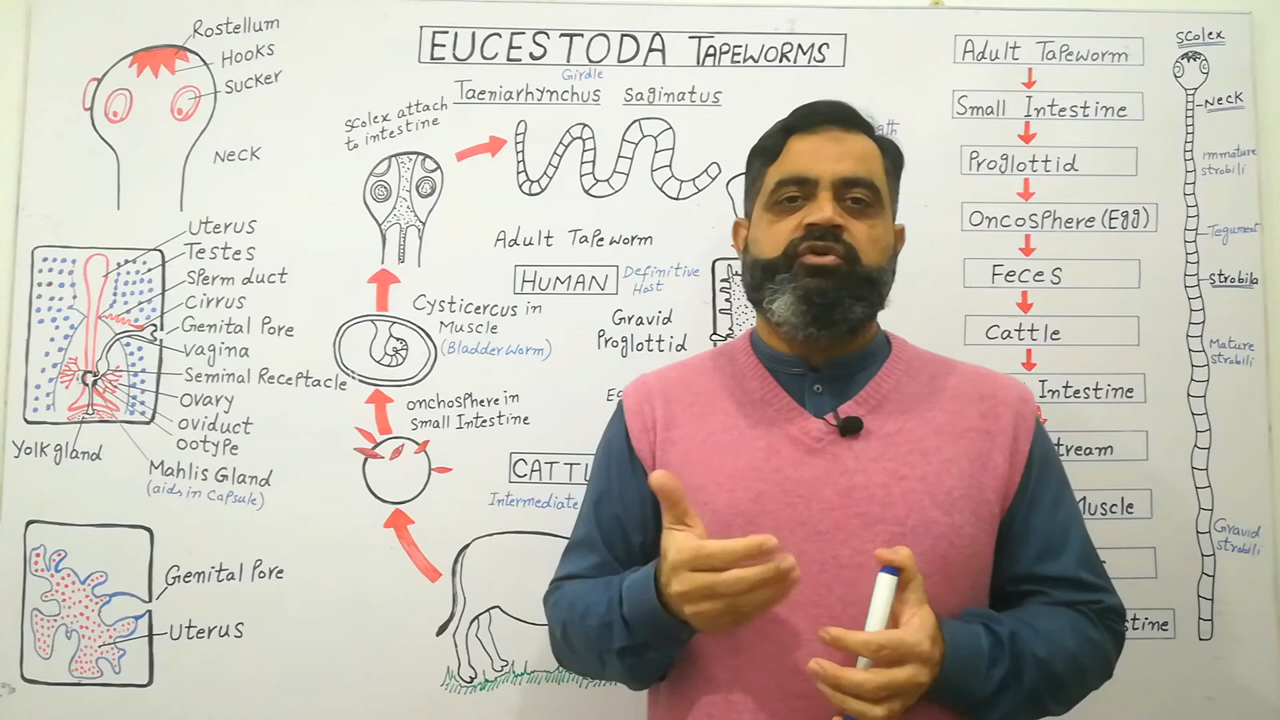 EUCESTODA TAPEWORMS
Girdle
Taeniarhynchus saginatus
Rostellum
Hooks
Sucker
NECK
Uterus
Testes
Sperm duct
Cirrus
Genital Pore
vagina
Seminal Receptacle
ovary
oviduct
ootype
Yolk gland
Mahlis Gland
(aids in Capsule)
Genital Pore
Uterus
Scolex attach
to intestine
Adult Tapeworm
HUMAN
Definitive
Host
Gravid
Proglottid
Cysticercus in
Muscle
(Bladder worm)
onchosphere in
Small Intestine
Intermediate
Adult Tapeworm
Small Intestine
Proglottid
Oncosphere (Egg)
Feces
Cattle
Intestine
tream
Muscle
stine
Scolex
NECK
immature
strobili
Tegument
Strobila
Mature
strobili
Gravid
strobili